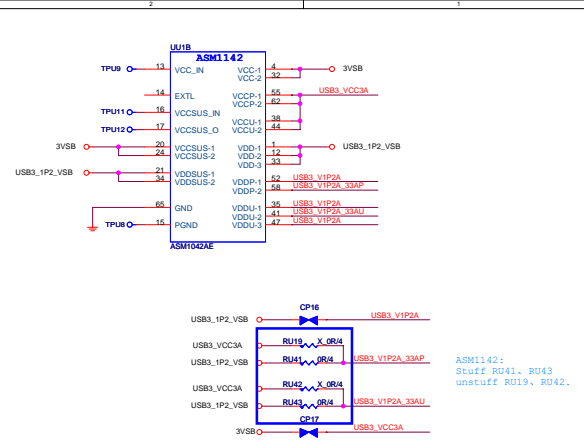 2
1
UU1B
ASM1142
TPU9 13 VCC_IN VCC-1 4 3VSB
VCC-2 32
14 EXTL VCCP-1 55 USB3_VCC3A
VCCP-2 62
TPU11 16 VCCSUS_IN
VCCU-1 38
TPU12 17 VCCSUS_O VCCU-2 44
3VSB 20 VCCSUS-1 VDD-1 1 USB3_1P2_VSB
24 VCCSUS-2 VDD-2 12
VDD-3 33
USB3_1P2_VSB 21 VDDSUS-1
34 VDDSUS-2 VDDP-1 52 USB3_V1P2A
VDDP-2 58 USB3_V1P2A_33AP
65 GND VDDU-1 35 USB3_V1P2A
VDDU-2 41 USB3_V1P2A_33AU
TPU8 15 PGND VDDU-3 47 USB3_V1P2A
ASM1042AE
CP16
USB3_1P2_VSB USB3_V1P2A
USB3_VCC3A RU19 X_0R/4
USB3_1P2_VSB RU41 0R/4 USB3_V1P2A_33AP
USB3_VCC3A RU42 X_0R/4
USB3_1P2_VSB RU43 0R/4 USB3_V1P2A_33AU
CP17
3VSB USB3_VCC3A
ASM1142:
Stuff RU41、RU43
unstuff RU19、RU42.